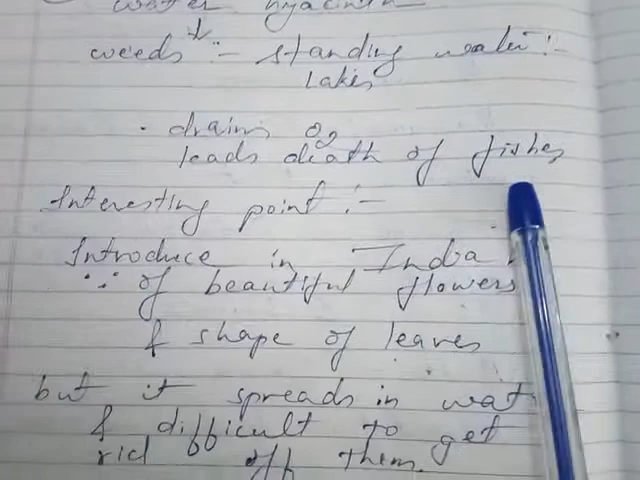 water hyacinth
weeds :- standing water :-
lakes
. drains O2
leads death of fishes
Interesting point :-
Introduce in India
∵ of beautiful flowers
& shape of leaves
but it spreads in wat
& difficult to get
rid off them.